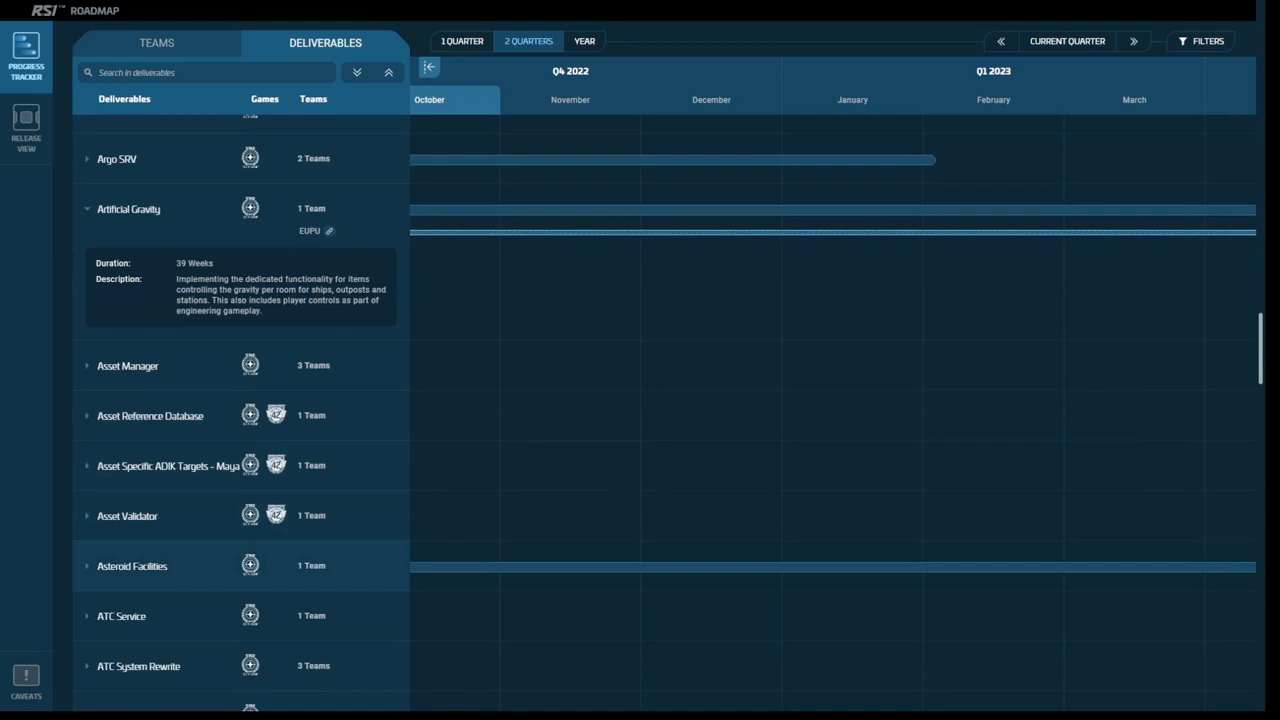 RSI™ ROADMAP
PROGRESS
TRACKER
RELEASE
VIEW
CAVEATS
TEAMS
DELIVERABLES
1 QUARTER
2 QUARTERS
YEAR
CURRENT QUARTER
FILTERS
Search in deliverables
Q4 2022
Q1 2023
Deliverables
Games
Teams
October
November
December
January
February
March
Argo SRV
2 Teams
Artificial Gravity
1 Team
EUPU
Duration:
39 Weeks
Description:
Implementing the dedicated functionality for items
controlling the gravity per room for ships, outposts and
stations. This also includes player controls as part of
engineering gameplay.
Asset Manager
3 Teams
Asset Reference Database
42
1 Team
Asset Specific ADIK Targets - Maya
42
1 Team
Asset Validator
42
1 Team
Asteroid Facilities
1 Team
ATC Service
1 Team
ATC System Rewrite
3 Teams